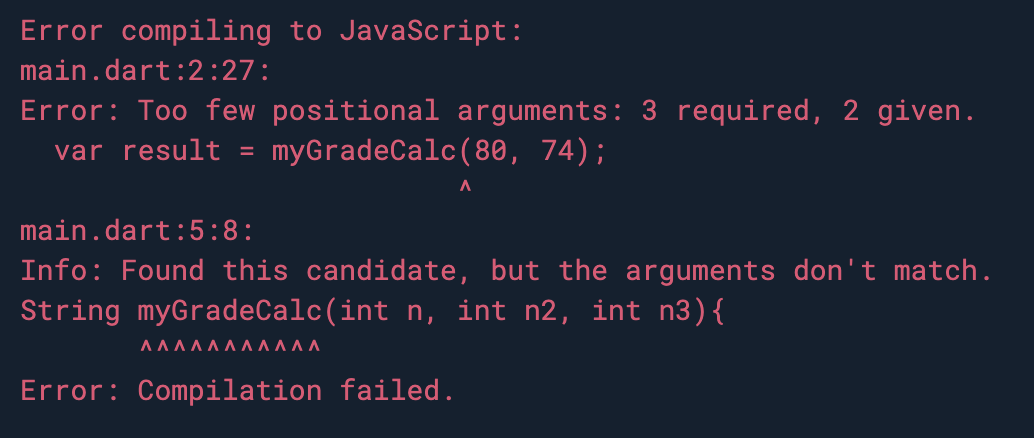 Error compiling to JavaScript:
main.dart:2:27:
Error: Too few positional arguments: 3 required, 2 given.
  var result = myGradeCalc(80, 74);
                          ^
main.dart:5:8:
Info: Found this candidate, but the arguments don't match.
String myGradeCalc(int n, int n2, int n3){
       ^^^^^^^^^^^
Error: Compilation failed.